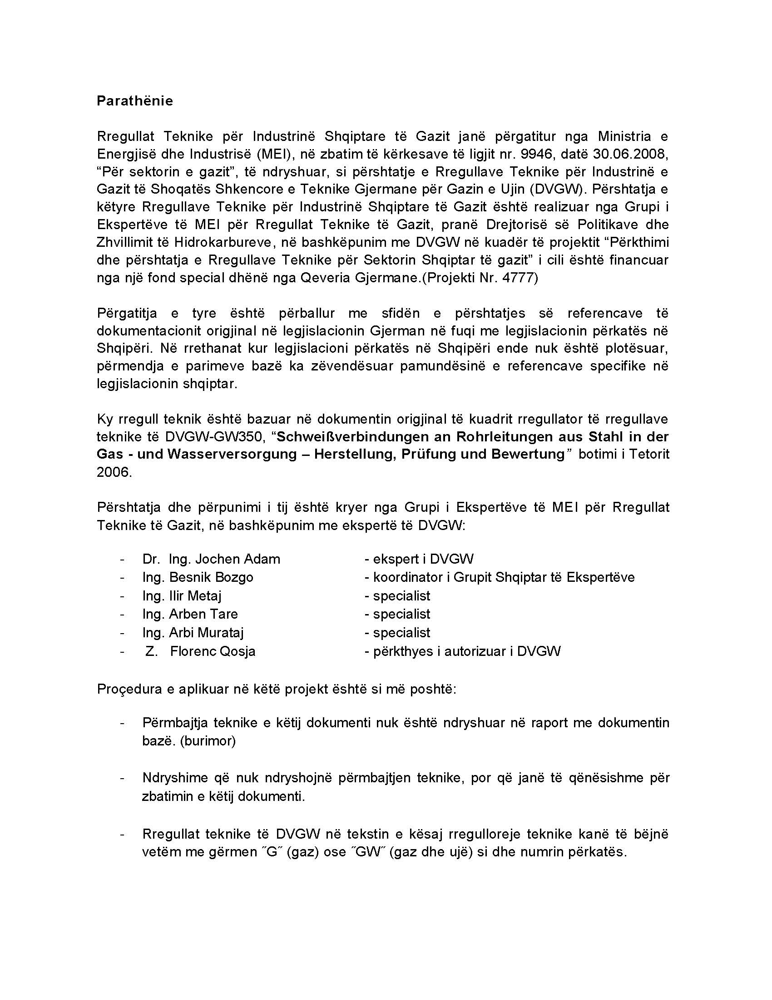 Parathënie
Rregullat Teknike për Industrinë Shqiptare të Gazit janë përgatitur nga Ministria e
Energjisë dhe Industrisë (MEI), në zbatim të kërkesave të ligjit nr. 9946, datë 30.06.2008,
“Për sektorin e gazit”, të ndryshuar, si përshtatje e Rregullave Teknike për Industrinë e
Gazit të Shoqatës Shkencore e Teknike Gjermane për Gazin e Ujin (DVGW). Përshtatja e
këtyre Rregullave Teknike për Industrinë Shqiptare të Gazit është realizuar nga Grupi i
Ekspertëve të MEI për Rregullat Teknike të Gazit, pranë Drejtorisë së Politikave dhe
Zhvillimit të Hidrokarbureve, në bashkëpunim me DVGW në kuadër të projektit “Përkthimi
dhe përshtatja e Rregullave Teknike për Sektorin Shqiptar të gazit” i cili është financuar
nga një fond special dhënë nga Qeveria Gjermane.(Projekti Nr. 4777)
Përgatitja e tyre është përballur me sfidën e përshtatjes së referencave të
dokumentacionit origjinal në legjislacionin Gjerman në fuqi me legjislacionin përkatës në
Shqipëri. Në rrethanat kur legjislacioni përkatës në Shqipëri ende nuk është plotësuar,
përmendja e parimeve bazë ka zëvendësuar pamundësinë e referencave specifike në
legjislacionin shqiptar.
Ky rregull teknik është bazuar në dokumentin origjinal të kuadrit rregullator të rregullave
teknike të DVGW-GW350, “Schweißverbindungen an Rohrleitungen aus Stahl in der
Gas - und Wasserversorgung – Herstellung, Prüfung und Bewertung” botimi i Tetorit
2006.
Përshtatja dhe përpunimi i tij është kryer nga Grupi i Ekspertëve të MEI për Rregullat
Teknike të Gazit, në bashkëpunim me ekspertë të DVGW:
- Dr. Ing. Jochen Adam - ekspert i DVGW
- Ing. Besnik Bozgo - koordinator i Grupit Shqiptar të Ekspertëve
- Ing. Ilir Metaj - specialist
- Ing. Arben Tare - specialist
- Ing. Arbi Murataj - specialist
- Z. Florenc Qosja - përkthyes i autorizuar i DVGW
Proçedura e aplikuar në këtë projekt është si më poshtë:
- Përmbajtja teknike e këtij dokumenti nuk është ndryshuar në raport me dokumentin
bazë. (burimor)
- Ndryshime që nuk ndryshojnë përmbajtjen teknike, por që janë të qënësishme për
zbatimin e këtij dokumenti.
- Rregullat teknike të DVGW në tekstin e kësaj rregulloreje teknike kanë të bëjnë
vetëm me gërmen ˝G˝ (gaz) ose ˝GW˝ (gaz dhe ujë) si dhe numrin përkatës.